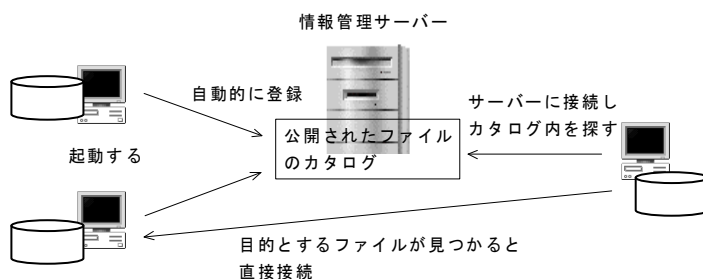 情報管理サーバー
自動的に登録
サーバーに接続し
カタログ内を探す
公開されたファイル
のカタログ
起動する
目的とするファイルが見つかると
直接接続